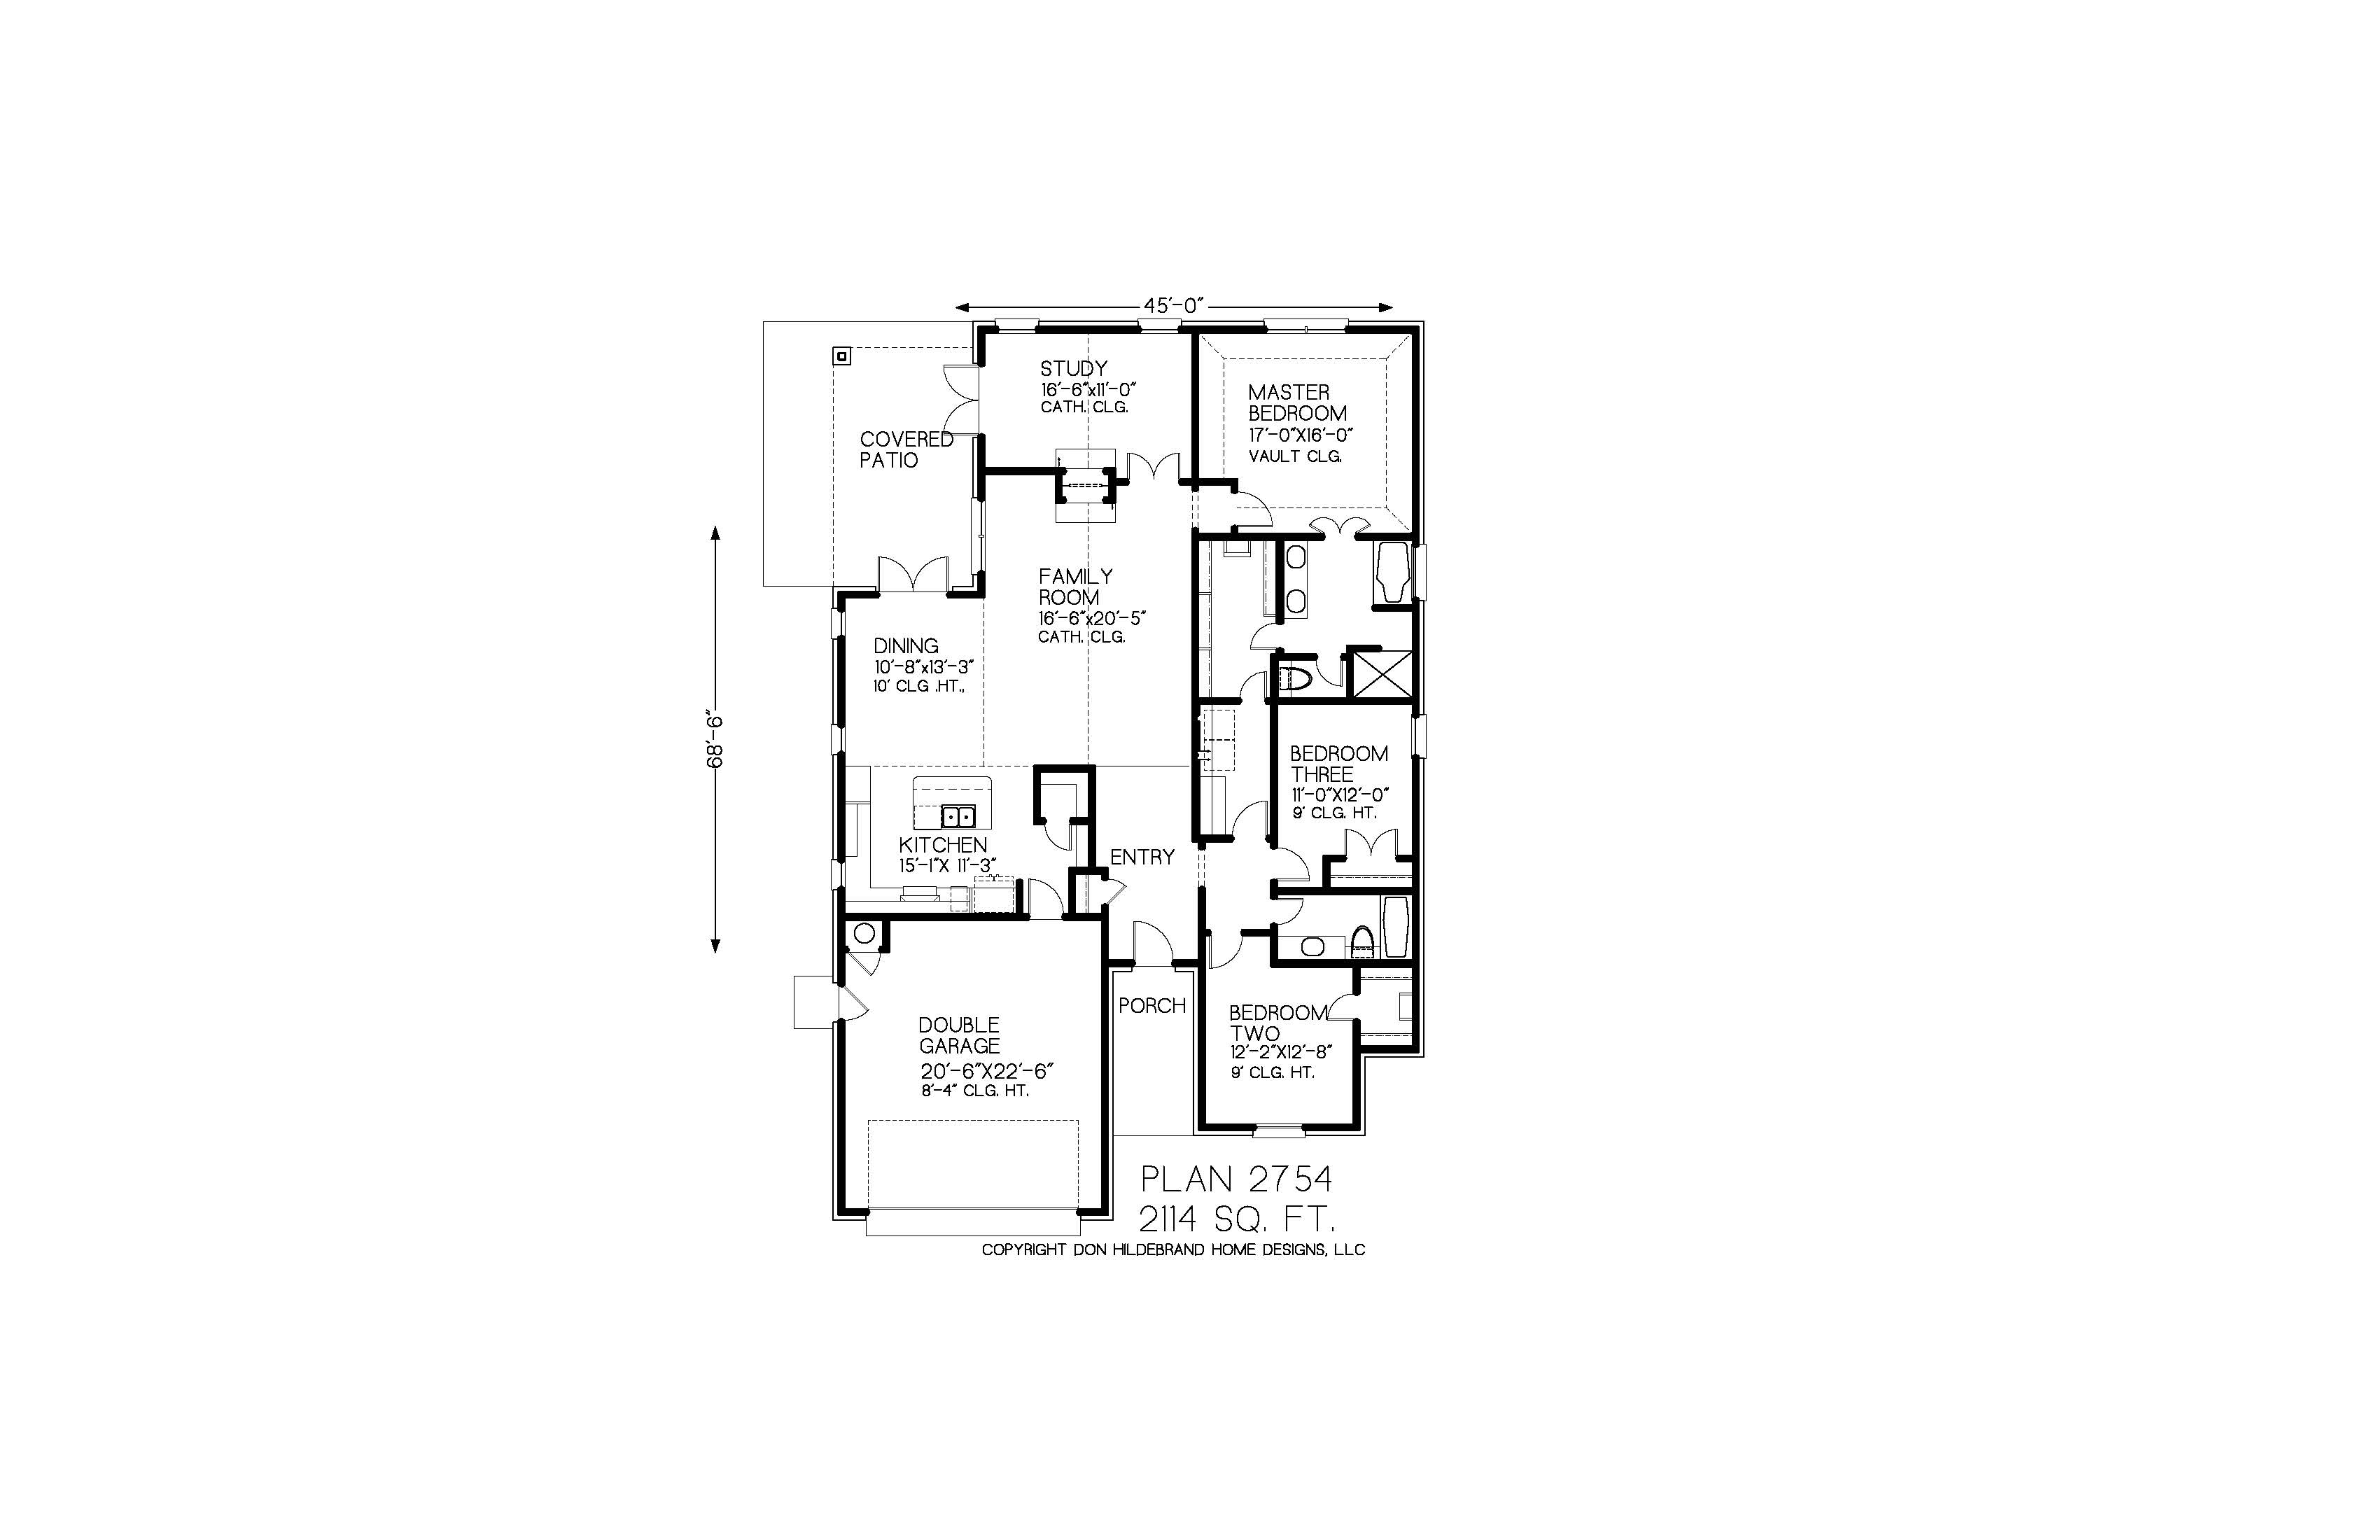 45'-0"
STUDY
16'-6"x11'-0"
CATH. CLG.
MASTER
BEDROOM
17'-0"X16'-0"
VAULT CLG.
COVERED
PATIO
FAMILY
ROOM
16'-6"x20'-5"
CATH. CLG.
DINING
10'-8"x13'-3"
10' CLG .HT.,
68'-6"
BEDROOM
THREE
11'-0"X12'-0"
9' CLG. HT.
KITCHEN
15'-1"X 11'-3"
ENTRY
PORCH
BEDROOM
TWO
12'-2"X12'-8"
9' CLG. HT.
DOUBLE
GARAGE
20'-6"X22'-6"
8'-4" CLG. HT.
PLAN 2754
2114 SQ. FT.
COPYRIGHT DON HILDEBRAND HOME DESIGNS, LLC